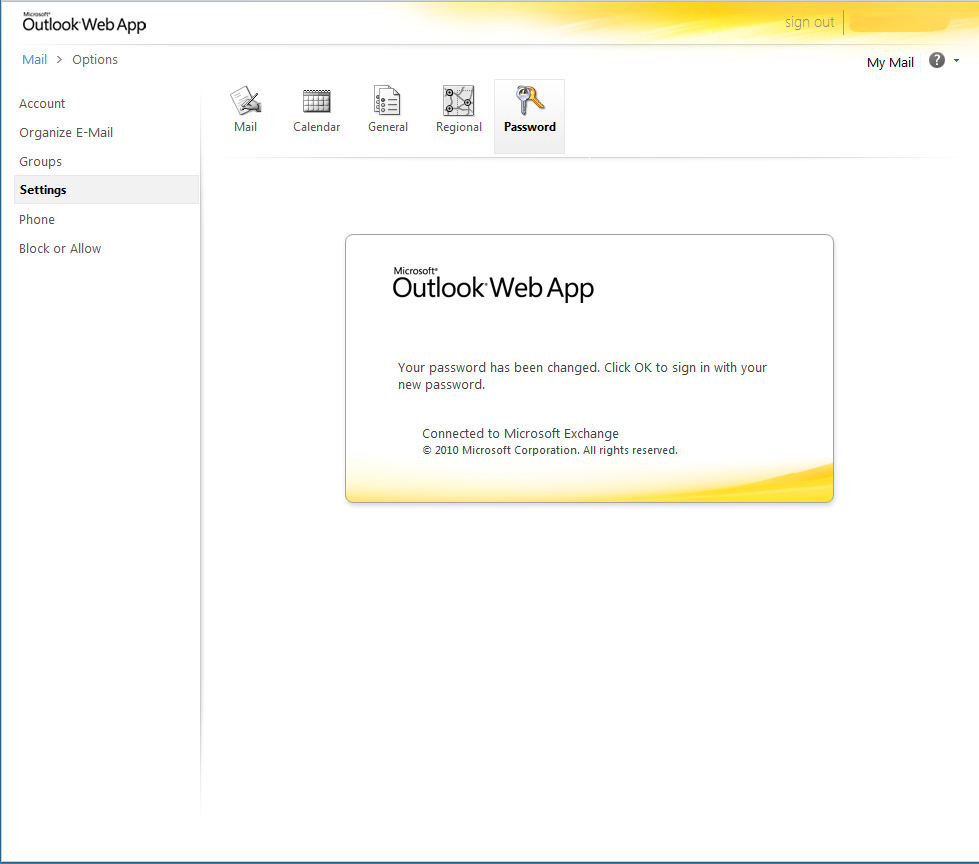 Microsoft®
Outlook Web App
sign out
Mail > Options
My Mail
?
Account
Organize E-Mail
Groups
Settings
Phone
Block or Allow
Mail
Calendar
General
Regional
Password
Microsoft®
Outlook® Web App
Your password has been changed. Click OK to sign in with your
new password.
Connected to Microsoft Exchange
© 2010 Microsoft Corporation. All rights reserved.